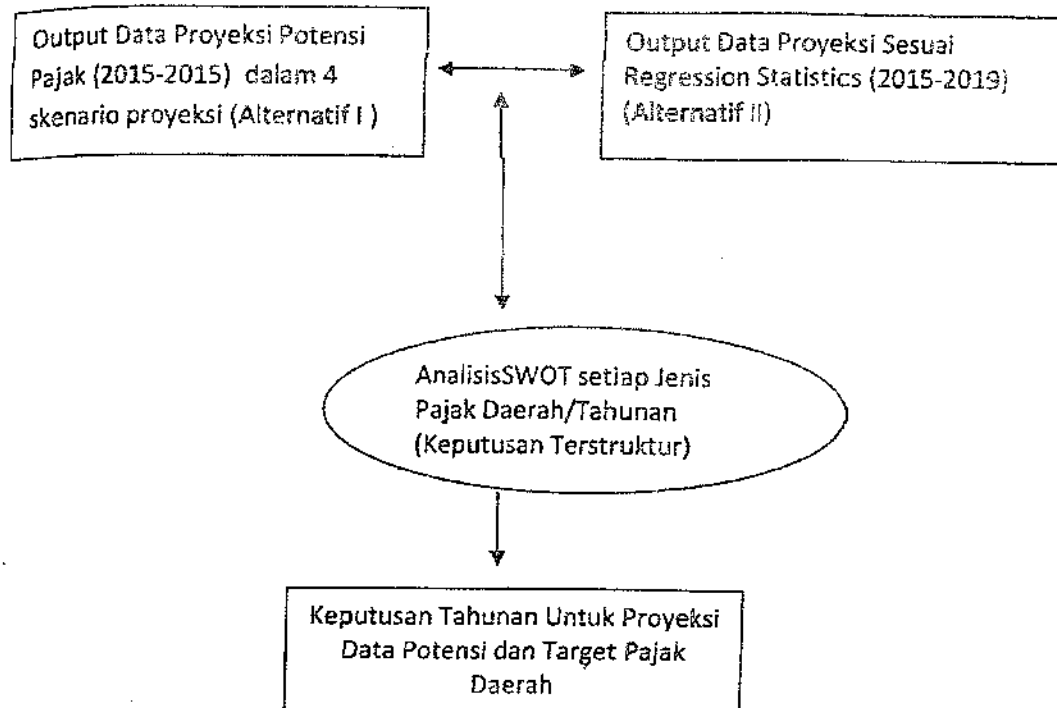 Output Data Proyeksi Potensi
Pajak (2015-2015) dalam 4
skenario proyeksi (Alternatif I )
Output Data Proyeksi Sesuai
Regression Statistics (2015-2019)
(Alternatif II)
AnalisisSWOT setiap Jenis
Pajak Daerah/Tahunan
(Keputusan Terstruktur)
Keputusan Tahunan Untuk Proyeksi
Data Potensi dan Target Pajak
Daerah